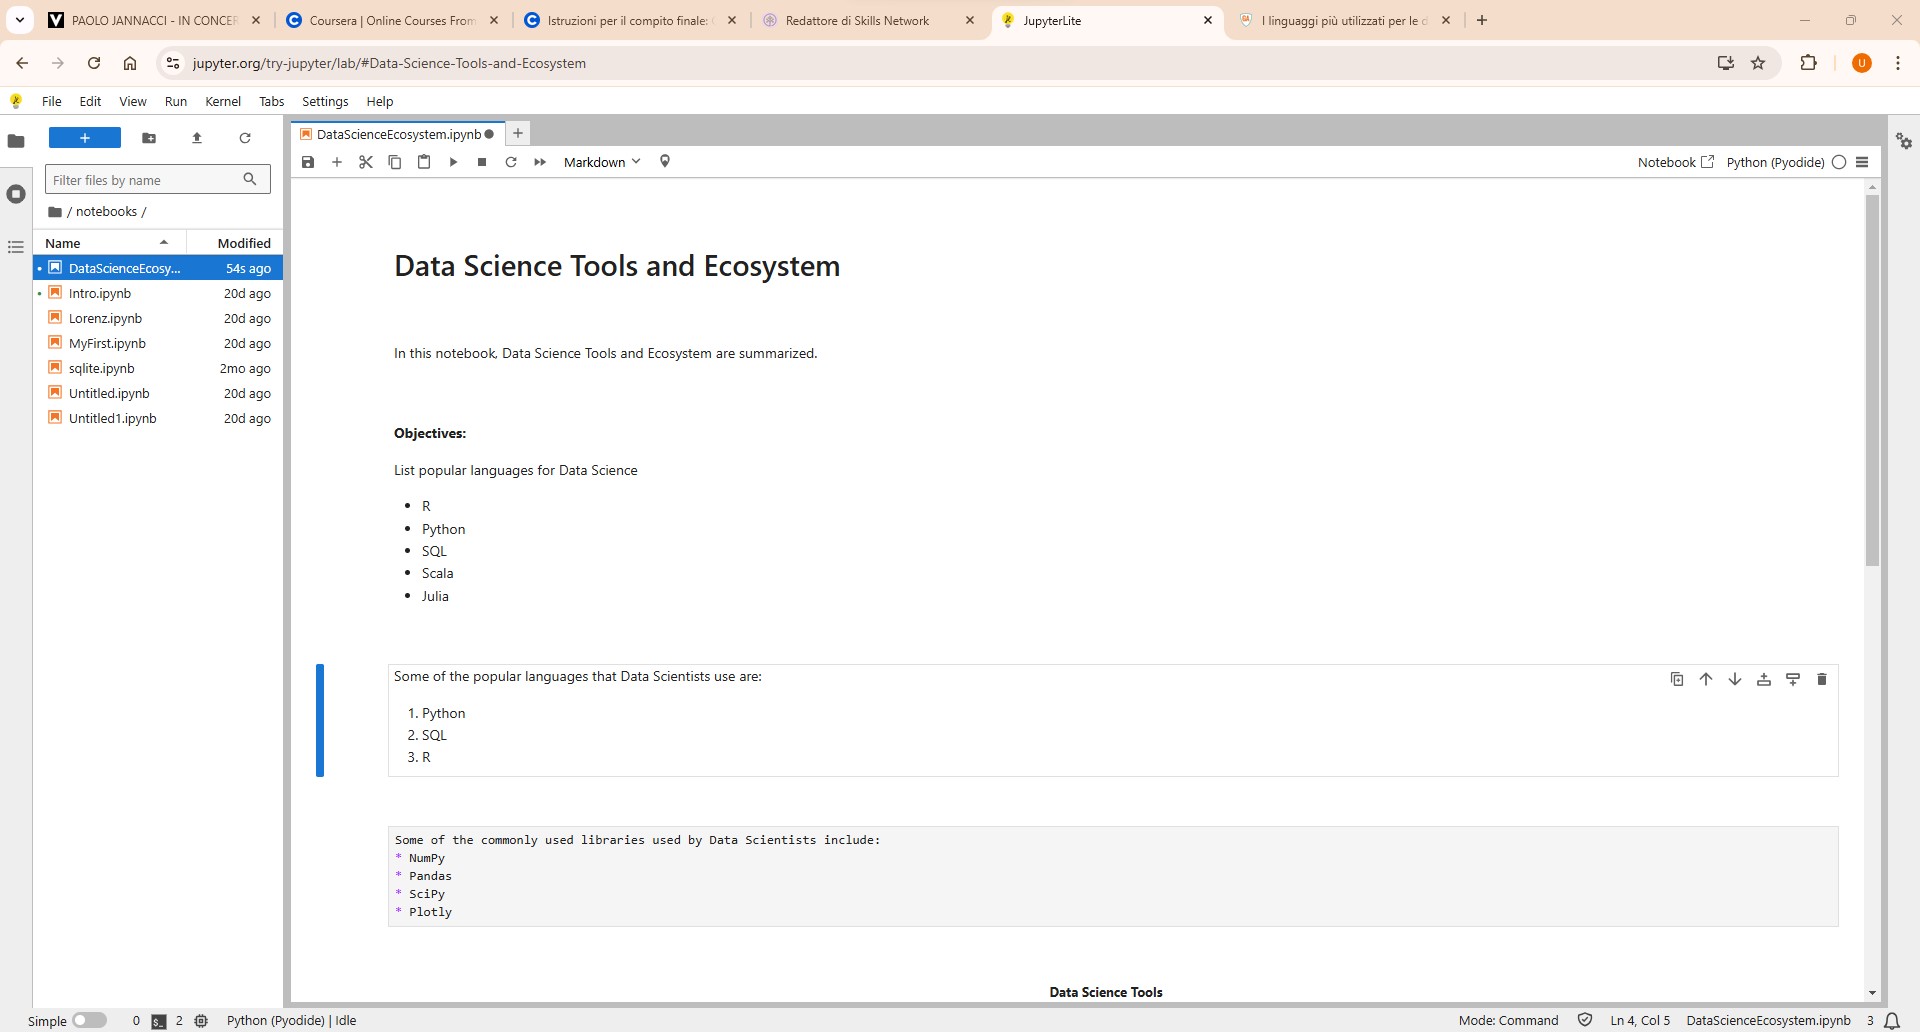 PAOLO JANNACCI - IN CONCER
Coursera | Online Courses From
Istruzioni per il compito finale:
Redattore di Skills Network
JupyterLite
I linguaggi più utilizzati per le d
jupyter.org/try-jupyter/lab/#Data-Science-Tools-and-Ecosystem
U
File Edit View Run Kernel Tabs Settings Help
DataScienceEcosystem.ipynb
Markdown
Notebook
Python (Pyodide)
Filter files by name
/ notebooks /
Name Modified
DataScienceEcosy... 54s ago
Intro.ipynb 20d ago
Lorenz.ipynb 20d ago
MyFirst.ipynb 20d ago
sqlite.ipynb 2mo ago
Untitled.ipynb 20d ago
Untitled1.ipynb 20d ago
Data Science Tools and Ecosystem
In this notebook, Data Science Tools and Ecosystem are summarized.
Objectives:
List popular languages for Data Science
• R
• Python
• SQL
• Scala
• Julia
Some of the popular languages that Data Scientists use are:
1. Python
2. SQL
3. R
Some of the commonly used libraries used by Data Scientists include:
* NumPy
* Pandas
* SciPy
* Plotly
Data Science Tools
Simple 0 2 Python (Pyodide) | Idle
Mode: Command Ln 4, Col 5 DataScienceEcosystem.ipynb 3